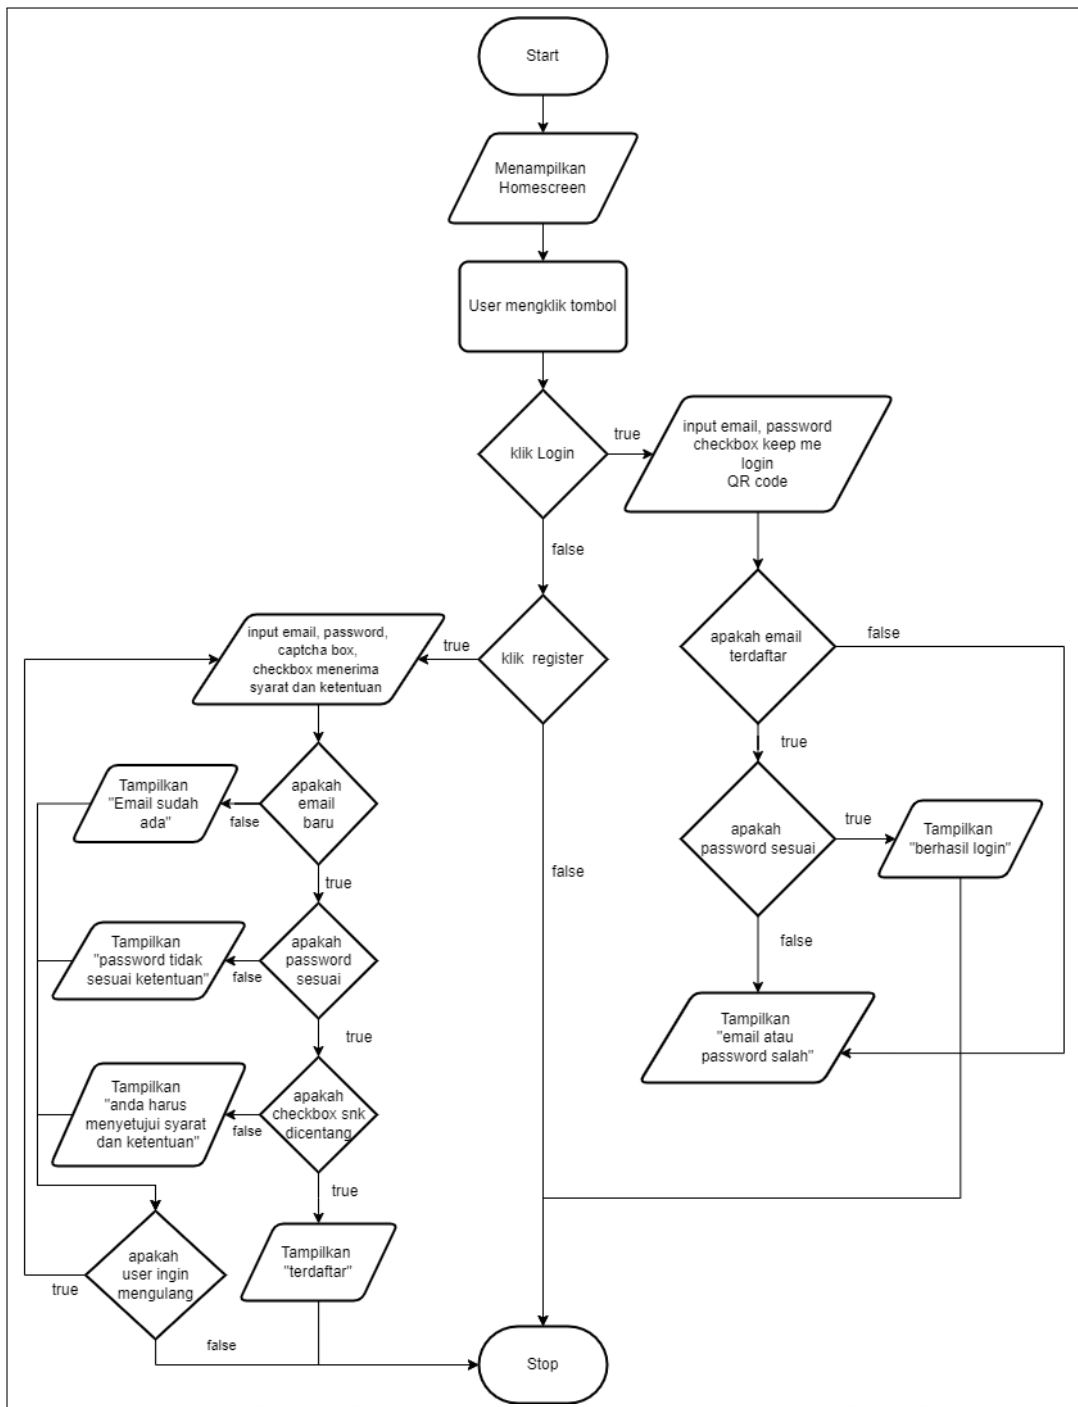 Start
Menampilkan
Homescreen
User mengklik tombol
klik Login
true
input email, password
checkbox keep me
login
QR code
false
klik register
true
input email, password,
captcha box,
checkbox menerima
syarat dan ketentuan
apakah email
terdaftar
false
true
apakah
password sesuai
true
Tampilkan
"berhasil login"
false
Tampilkan
"email atau
password salah"
apakah
email
baru
false
Tampilkan
"Email sudah
ada"
true
apakah
password
sesuai
false
Tampilkan
"password tidak
sesuai ketentuan"
true
apakah
checkbox snk
dicentang
false
Tampilkan
"anda harus
menyetujui syarat
dan ketentuan"
true
Tampilkan
"terdaftar"
apakah
user ingin
mengulang
true
false
false
Stop